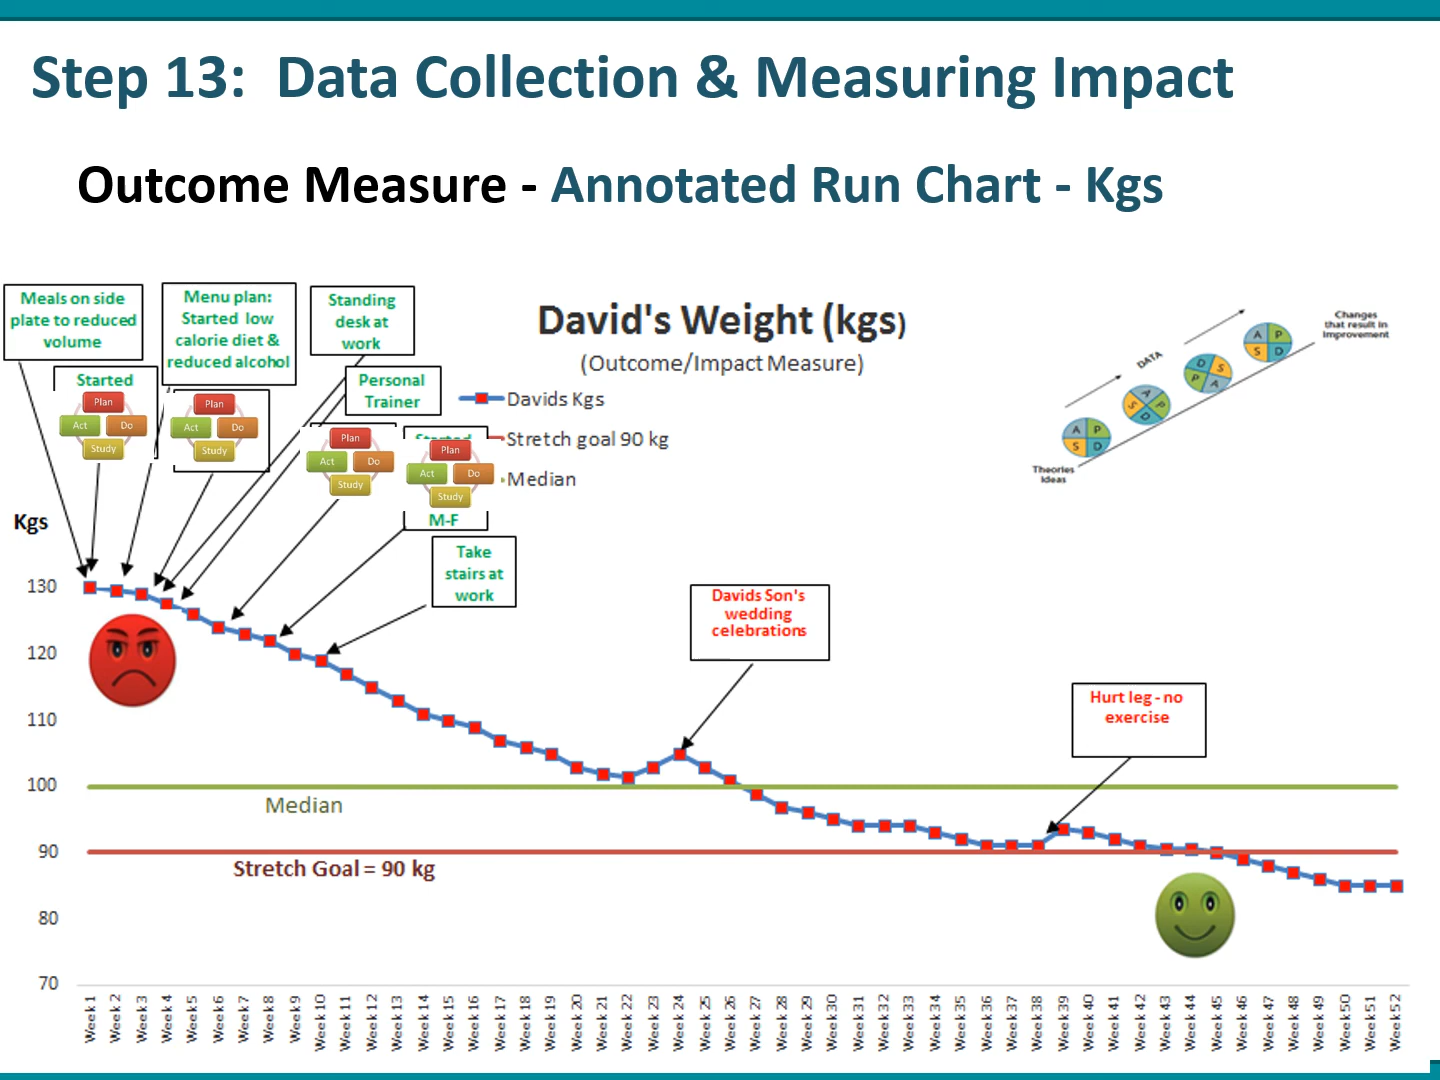 Step 13:  Data Collection & Measuring Impact
Outcome Measure - Annotated Run Chart - Kgs
Meals on side
plate to reduced
volume
Menu plan:
Started low
calorie diet &
reduced alcohol
Standing
desk at
work
Started
Plan
Act
Do
Study
Plan
Act
Do
Study
Personal
Trainer
Plan
Act
Do
Study
Started
Plan
Act
Do
Study
M-F
Take
stairs at
work
David's Weight (kgs)
(Outcome/Impact Measure)
Davids Kgs
Stretch goal 90 kg
Median
Changes
that result in
improvement
DATA
A P
S D
A P
S D
D S
P A
A P
S D
Theories
Ideas
Davids Son's
wedding
celebrations
Hurt leg - no
exercise
Kgs
130
120
110
100
90
80
70
Median
Stretch Goal = 90 kg
Week 1
Week 2
Week 3
Week 4
Week 5
Week 6
Week 7
Week 8
Week 9
Week 10
Week 11
Week 12
Week 13
Week 14
Week 15
Week 16
Week 17
Week 18
Week 19
Week 20
Week 21
Week 22
Week 23
Week 24
Week 25
Week 26
Week 27
Week 28
Week 29
Week 30
Week 31
Week 32
Week 33
Week 34
Week 35
Week 36
Week 37
Week 38
Week 39
Week 40
Week 41
Week 42
Week 43
Week 44
Week 45
Week 46
Week 47
Week 48
Week 49
Week 50
Week 51
Week 52